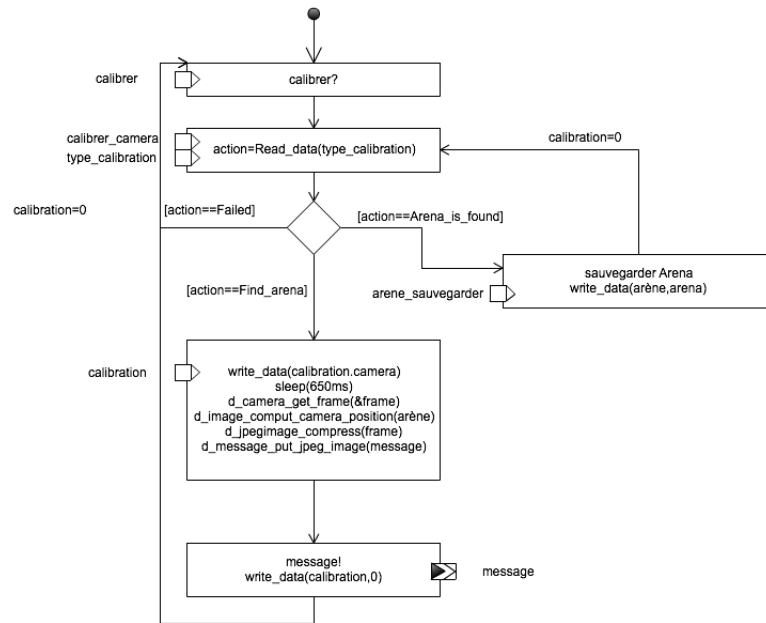 calibrer
calibrer?
calibrer_camera
type_calibration
action=Read_data(type_calibration)
calibration=0
calibration=0
[action==Failed]
[action==Arena_is_found]
sauvegarder Arena
write_data(arène,arena)
arene_sauvegarder
[action==Find_arena]
calibration
write_data(calibration.camera)
sleep(650ms)
d_camera_get_frame(&frame)
d_image_comput_camera_position(arène)
d_jpegimage_compress(frame)
d_message_put_jpeg_image(message)
message!
write_data(calibration,0)
message